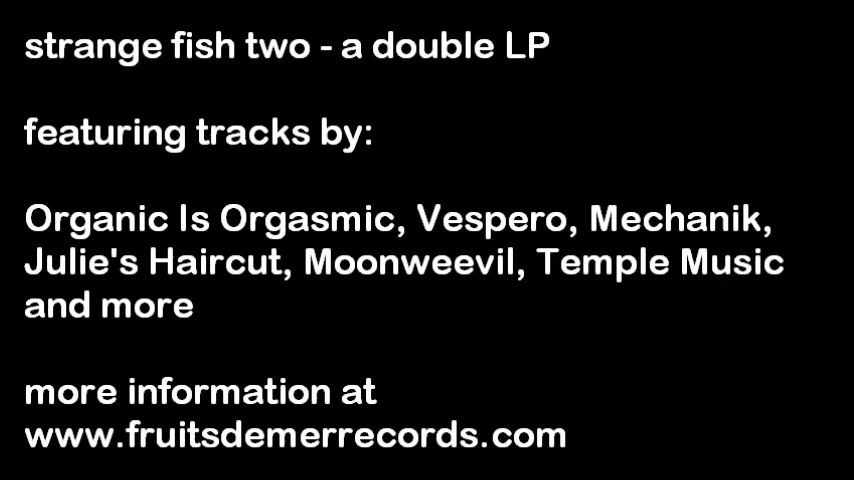 strange fish two - a double LP
featuring tracks by:
Organic Is Orgasmic, Vespero, Mechanik,
Julie's Haircut, Moonweevil, Temple Music
and more
more information at
www.fruitsdemerrecords.com